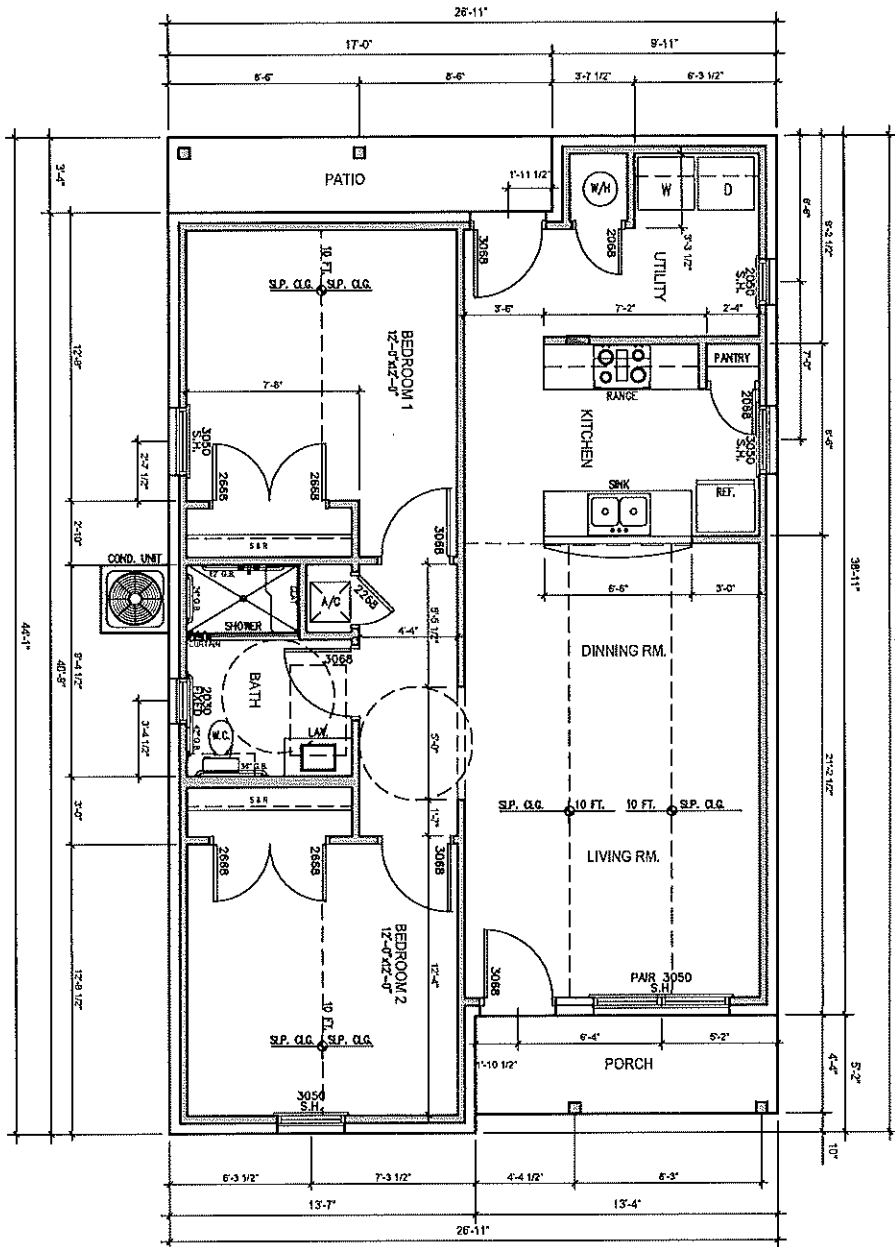 26'-11"
17'-0"
9'-11"
8'-6"
8'-6"
3'-7 1/2"
6'-3 1/2"
3'-4"
PATIO
1'-11 1/2"
W/H
W
D
3068
2068
3'-3 1/2"
UTILITY
2050
S.H.
6'-6"
9'-2 1/2"
10 FT.
SLP. CLG.
SLP. CLG.
BEDROOM 1
12'-0"x12'-0"
3'-6"
7'-2"
2'-4"
7'-0"
12'-8"
7'-8"
RANGE
PANTRY
2068
3050
S.H.
KITCHEN
8'-6"
3050
S.H.
2'-7 1/2"
2668
2668
SINK
REF.
3068
2'-10"
S & R
38'-11"
COND. UNIT
A/C
2268
SHOWER
CURTAIN
5'-5 1/2"
4'-4"
6'-6"
3'-0"
44'-1"
40'-9"
9'-4 1/2"
3068
DINNING RM.
BATH
2030
FIXED
W.C.
LAV.
3'-4 1/2"
5'-0"
21'-2 1/2"
3'-0"
S & R
1'-7"
SLP. CLG.
10 FT.
10 FT.
SLP. CLG.
LIVING RM.
2668
2668
3068
BEDROOM 2
12'-0"x12'-0"
12'-8 1/2"
12'-4"
3068
PAIR 3050
S.H.
10 FT.
SLP. CLG.
SLP. CLG.
3050
S.H.
6'-4"
5'-2"
1'-10 1/2"
PORCH
4'-4"
5'-2"
10"
6'-3 1/2"
7'-3 1/2"
4'-4 1/2"
8'-3"
13'-7"
13'-4"
26'-11"